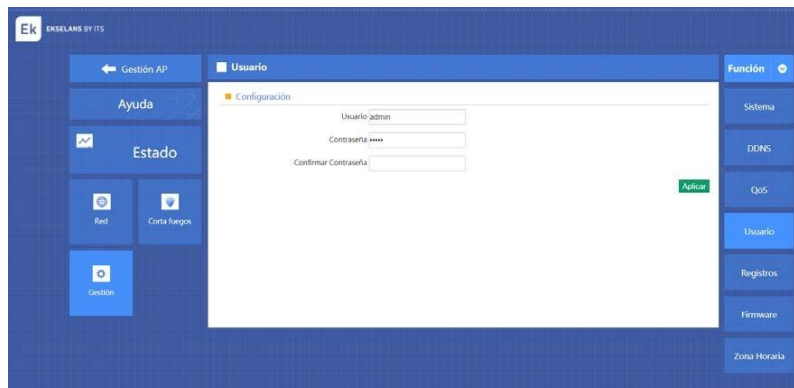 Ek EKSELANS BY ITS
Gestión AP
Ayuda
Estado
Red
Corta fuegos
Gestión
Usuario
Configuración
Usuario admin
Contraseña •••••
Confirmar Contraseña
Aplicar
Función
Sistema
DDNS
QoS
Usuario
Registros
Firmware
Zona Horaria